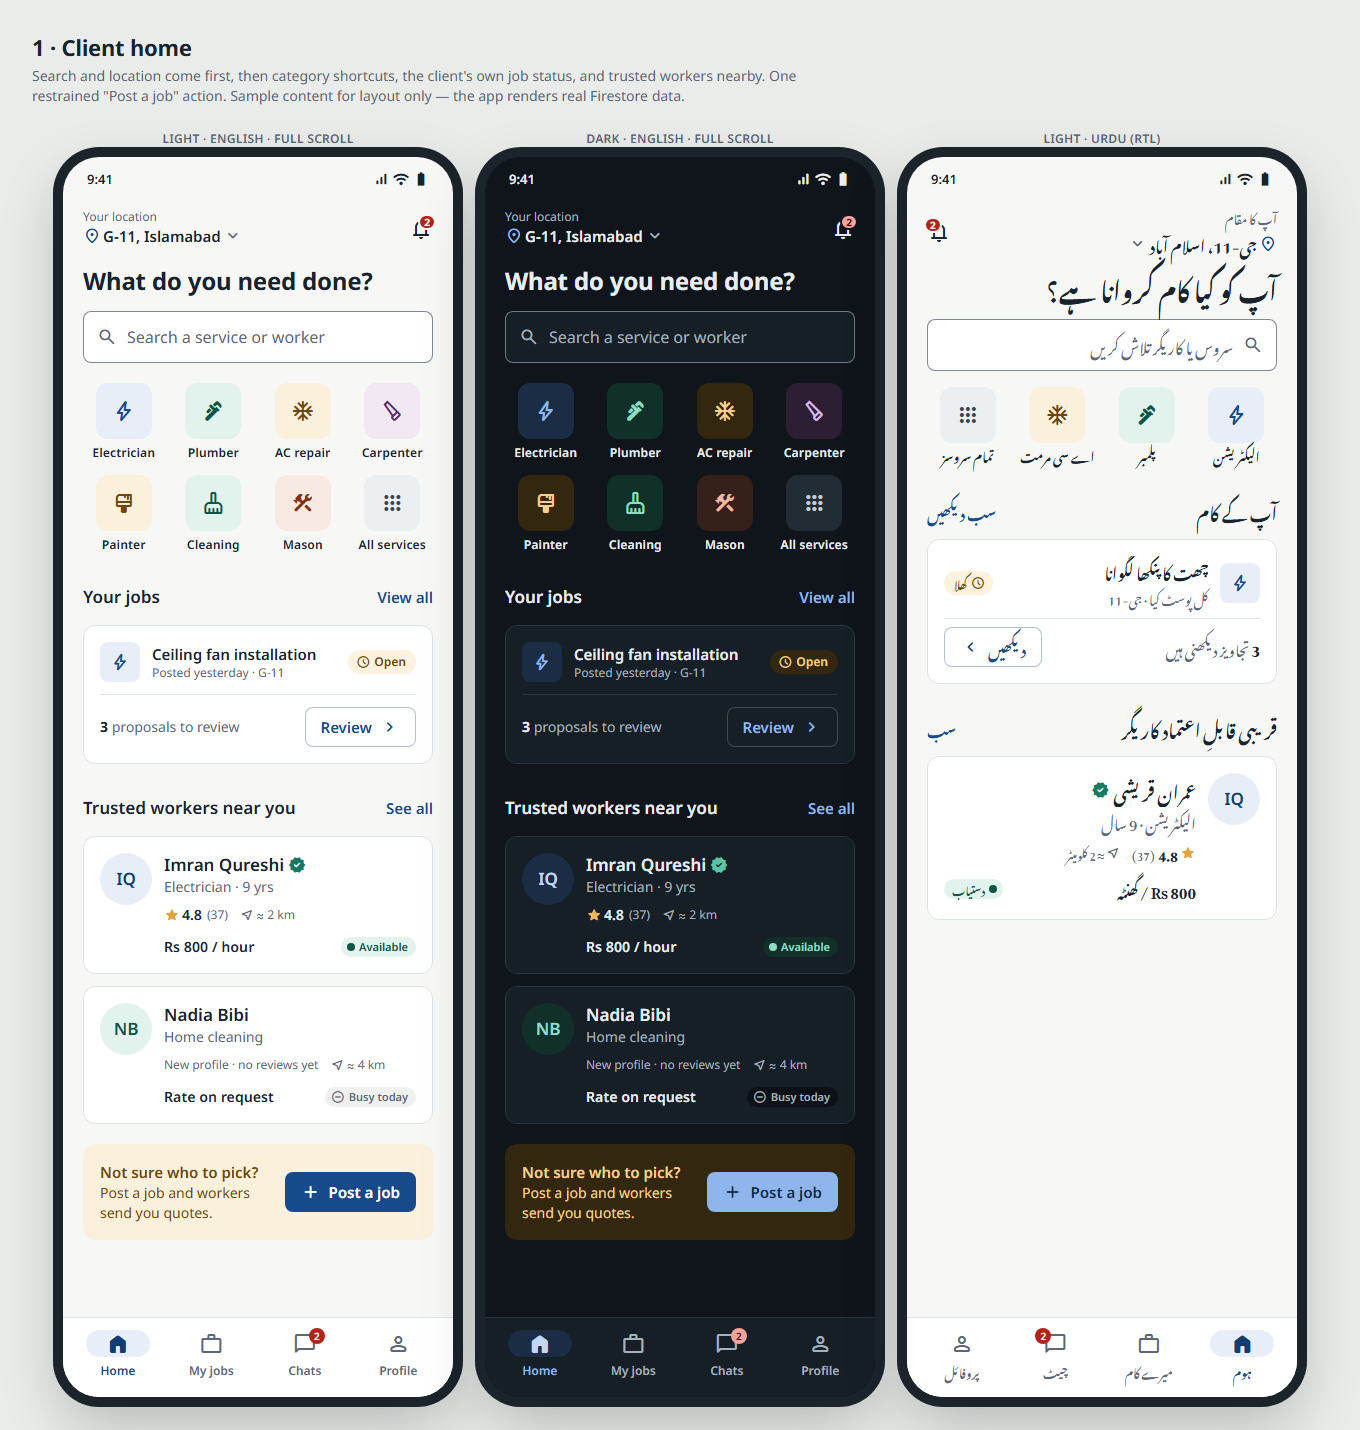 1 · Client home
Search and location come first, then category shortcuts, the client's own job status, and trusted workers nearby. One
restrained "Post a job" action. Sample content for layout only — the app renders real Firestore data.
LIGHT · ENGLISH · FULL SCROLL
9:41
Your location
G-11, Islamabad
2
What do you need done?
Search a service or worker
Electrician Plumber AC repair Carpenter
Painter Cleaning Mason All services
Your jobs View all
Ceiling fan installation
Posted yesterday · G-11
Open
3 proposals to review
Review
Trusted workers near you See all
IQ
Imran Qureshi
Electrician · 9 yrs
4.8 (37) ≈ 2 km
Rs 800 / hour
Available
NB
Nadia Bibi
Home cleaning
New profile · no reviews yet ≈ 4 km
Rate on request
Busy today
Not sure who to pick?
Post a job and workers
send you quotes.
Post a job
2
Home My jobs Chats Profile
DARK · ENGLISH · FULL SCROLL
9:41
Your location
G-11, Islamabad
2
What do you need done?
Search a service or worker
Electrician Plumber AC repair Carpenter
Painter Cleaning Mason All services
Your jobs View all
Ceiling fan installation
Posted yesterday · G-11
Open
3 proposals to review
Review
Trusted workers near you See all
IQ
Imran Qureshi
Electrician · 9 yrs
4.8 (37) ≈ 2 km
Rs 800 / hour
Available
NB
Nadia Bibi
Home cleaning
New profile · no reviews yet ≈ 4 km
Rate on request
Busy today
Not sure who to pick?
Post a job and workers
send you quotes.
Post a job
2
Home My jobs Chats Profile
LIGHT · URDU (RTL)
9:41
آپ کا مقام
جی-11، اسلام آباد
2
آپ کو کیا کام کروانا ہے؟
سروس یا کاریگر تلاش کریں
الیکٹریشن پلمبر اے سی مرمت تمام سروسز
آپ کے کام سب دیکھیں
چھت کا پنکھا لگوانا
کل پوسٹ کیا · جی-11
کھلا
3 تجاویز دیکھنی ہیں
دیکھیں
قریبی قابلِ اعتماد کاریگر سب
IQ
عمران قریشی
الیکٹریشن · 9 سال
4.8 (37) ≈ 2 کلومیٹر
Rs 800 / گھنٹہ
دستیاب
2
ہوم میرے کام چیٹ پروفائل